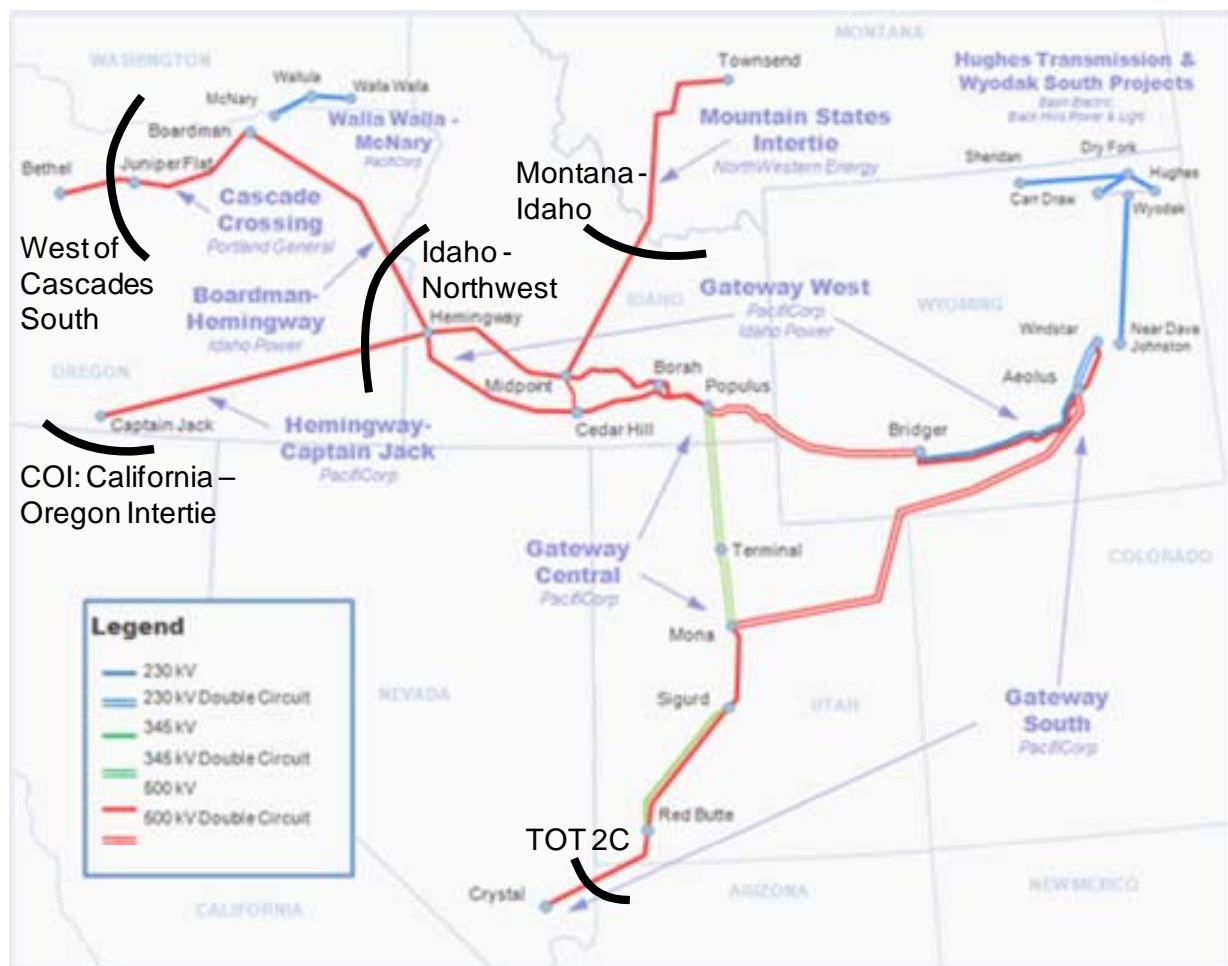 WASHINGTON
MONTANA
Hughes Transmission &
Wyodak South Projects
Basin Electric
Black Hills Power & Light
Townsend
Wallula
Walla Walla
McNary
Walla Walla -
McNary
PacifiCorp
Boardman
Mountain States
Intertie
NorthWestern Energy
Bethel
Juniper Flat
Cascade
Crossing
Portland General
Montana -
Idaho
Sheridan
Dry Fork
Hughes
Carr Draw
Wyodak
West of
Cascades
South
Idaho -
Northwest
Boardman-
Hemingway
Idaho Power
Hemingway
IDAHO
Gateway West
PacifiCorp
Idaho Power
WYOMING
Windstar
Near Dave
Johnston
OREGON
Midpoint
Borah
Populus
Aeolus
Captain Jack
Hemingway-
Captain Jack
PacifiCorp
Cedar Hill
Bridger
COI: California –
Oregon Intertie
Gateway
Central
PacifiCorp
Terminal
COLORADO
Mona
Legend
230 kV
230 kV Double Circuit
345 kV
345 kV Double Circuit
500 kV
500 kV Double Circuit
NEVADA
Sigurd
UTAH
Gateway
South
PacifiCorp
Red Butte
TOT 2C
Crystal
CALIFORNIA
ARIZONA
NEW MEXICO